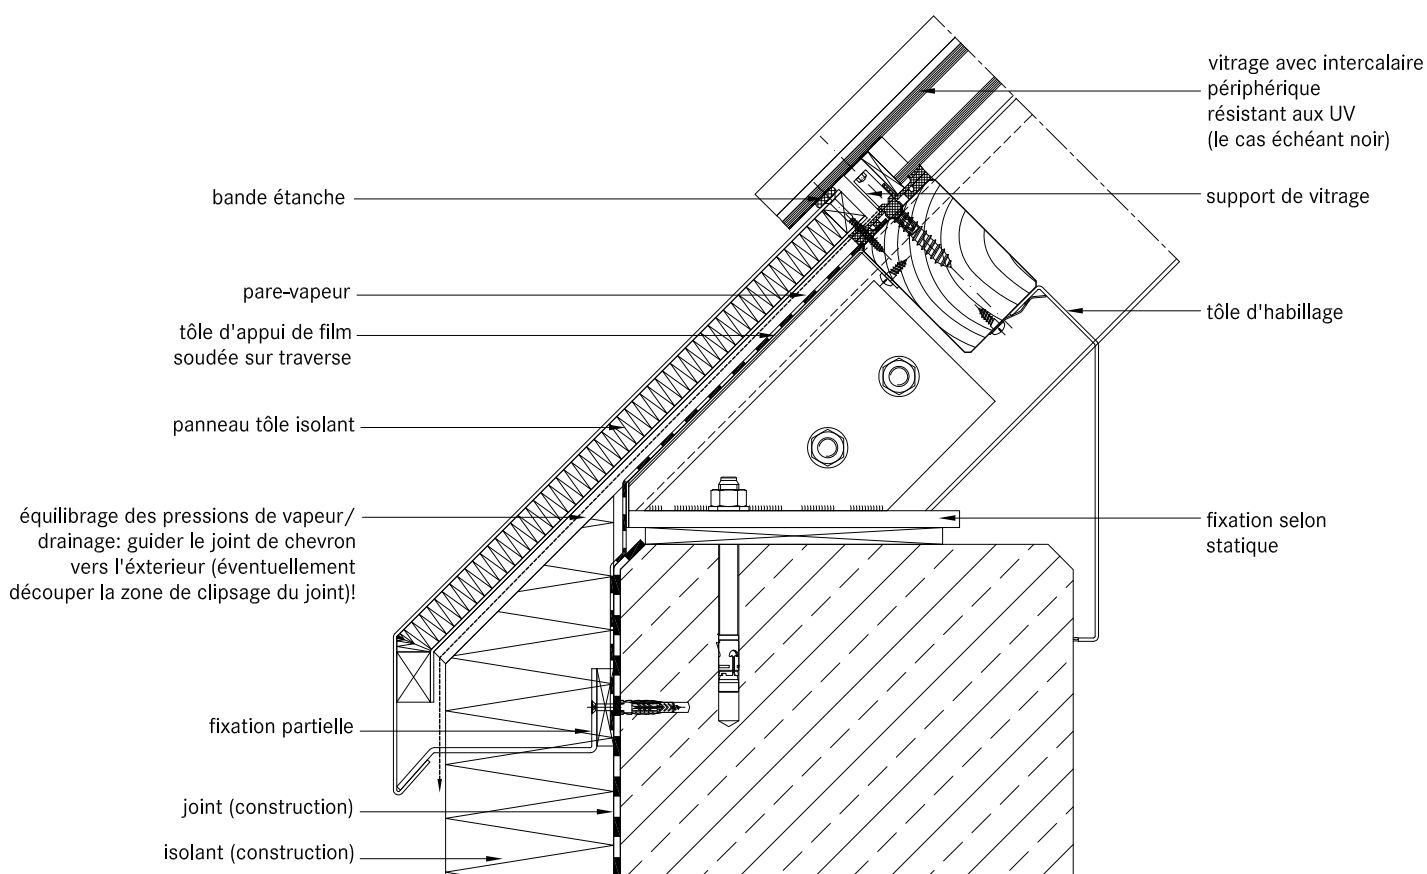 vitrage avec intercalaire
périphérique
résistant aux UV
(le cas échéant noir)
bande étanche
support de vitrage
pare-vapeur
tôle d'habillage
tôle d'appui de film
soudée sur traverse
panneau tôle isolant
équilibrage des pressions de vapeur/
drainage: guider le joint de chevron
vers l'éxterieur (éventuellement
découper la zone de clipsage du joint)!
fixation selon
statique
fixation partielle
joint (construction)
isolant (construction)